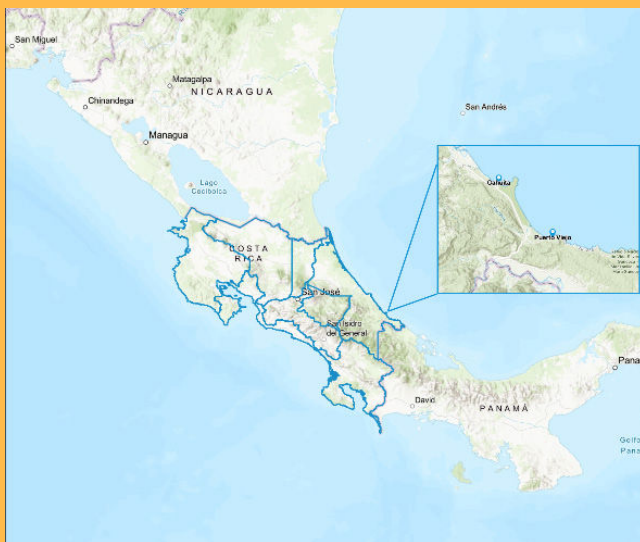 San Miguel
Matagalpa
NICARAGUA
Chinandega
San Andrés
Managua
Lago
Cocibolca
Cahuita
Puerto Viejo
COSTA
RICA
San José
San Isidro
del General
Pana
David
PANAMÁ
Golfo
Pana